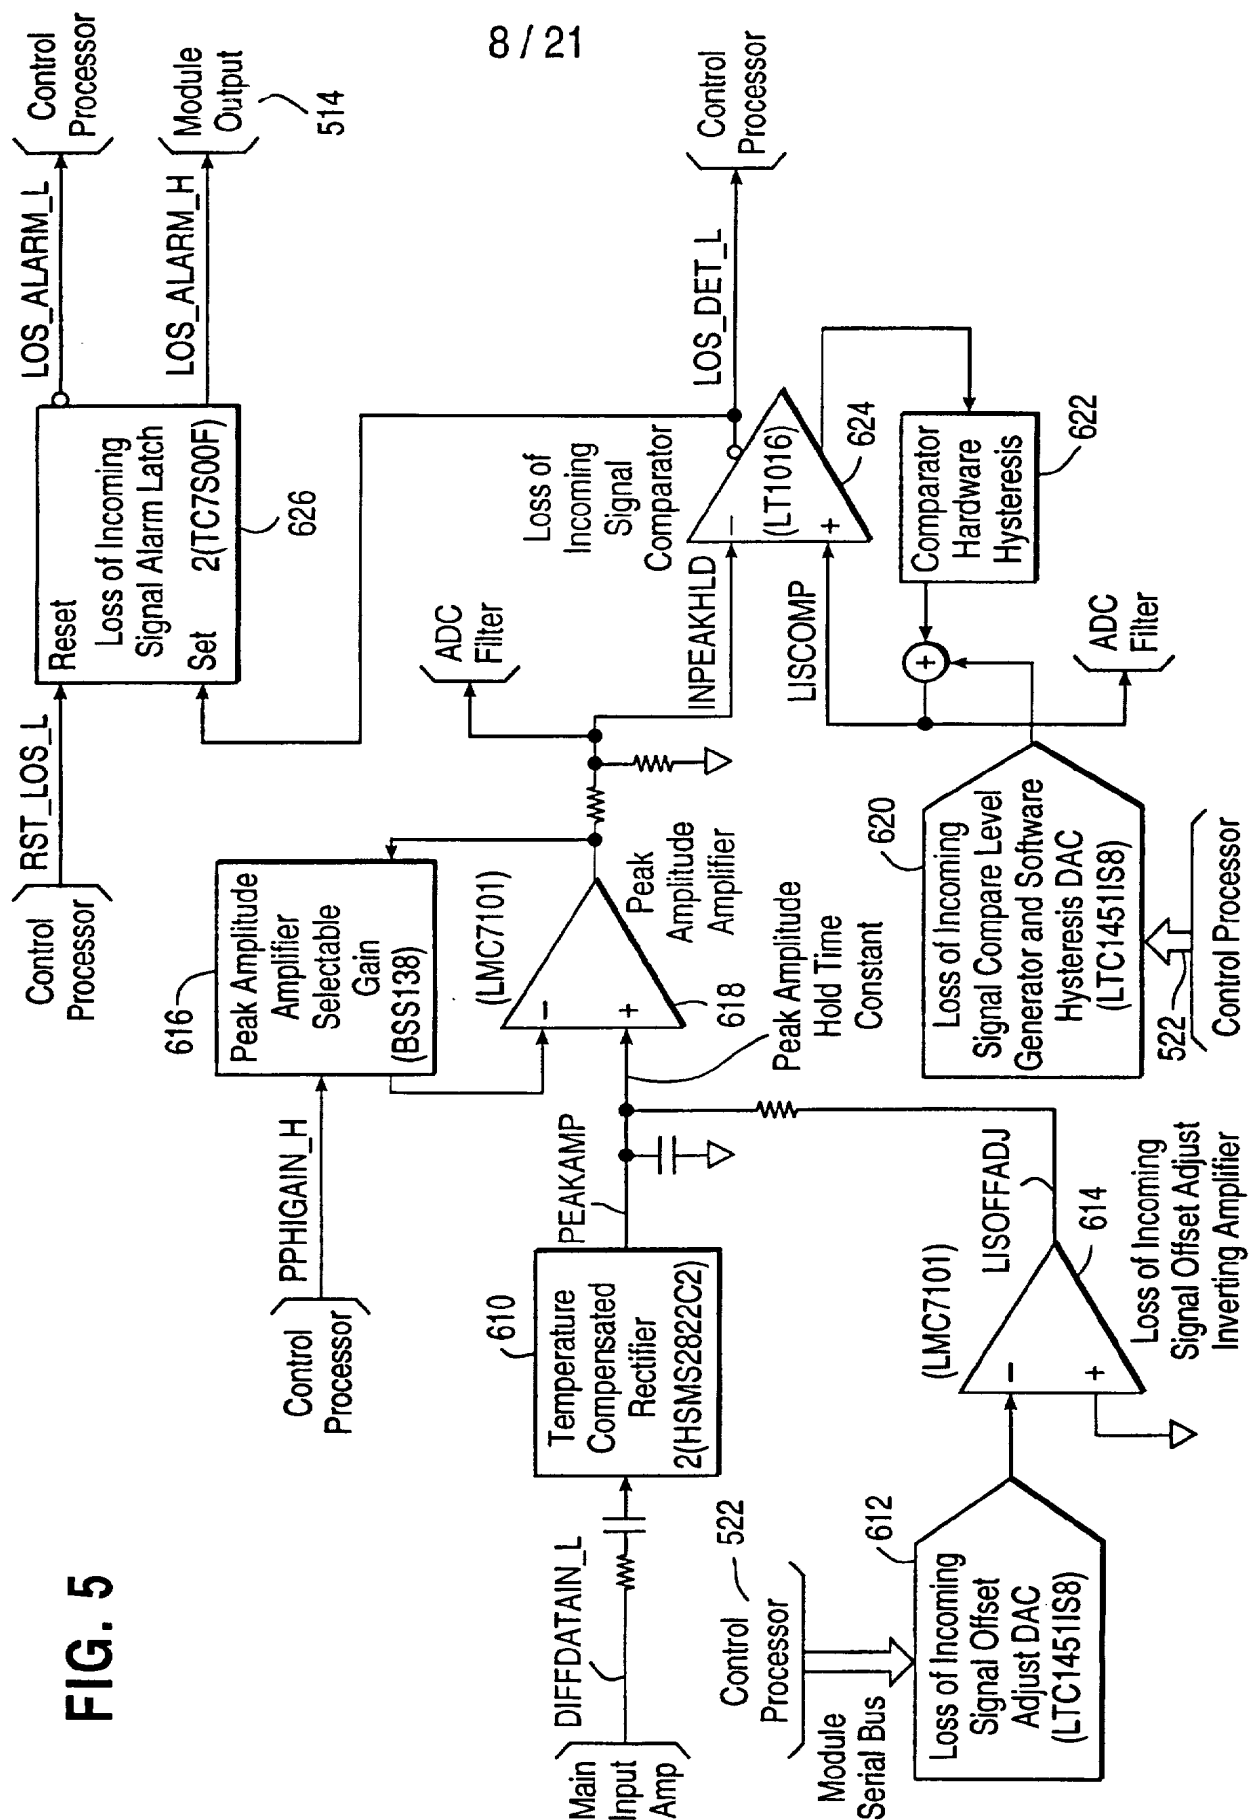 8 / 21
FIG. 5
Control
Processor
RST_LOS_L
Reset
Loss of Incoming
Signal Alarm Latch
Set 2(TC7S00F)
626
LOS_ALARM_L
Control
Processor
LOS_ALARM_H
Module
Output
514
Control
Processor
PPHIGAIN_H
616
Peak Amplitude
Amplifier
Selectable
Gain
(BSS138)
(LMC7101)
−
+
618
Peak
Amplitude
Amplifier
Peak Amplitude
Hold Time
Constant
ADC
Filter
INPEAKHLD
Loss of
Incoming
Signal
Comparator
−
(LT1016)
+
624
LOS_DET_L
Control
Processor
LISCOMP
+
Comparator
Hardware
Hysteresis
622
ADC
Filter
Main
Input
Amp
DIFFDATAIN_L
610
Temperature
Compensated
Rectifier
2(HSMS2822C2)
PEAKAMP
620
Loss of Incoming
Signal Compare Level
Generator and Software
Hysteresis DAC
(LTC1451IS8)
522
Control Processor
Control
Processor
522
Module
Serial Bus
612
Loss of Incoming
Signal Offset
Adjust DAC
(LTC1451IS8)
(LMC7101)
−
+
614
LISOFFADJ
Loss of Incoming
Signal Offset Adjust
Inverting Amplifier